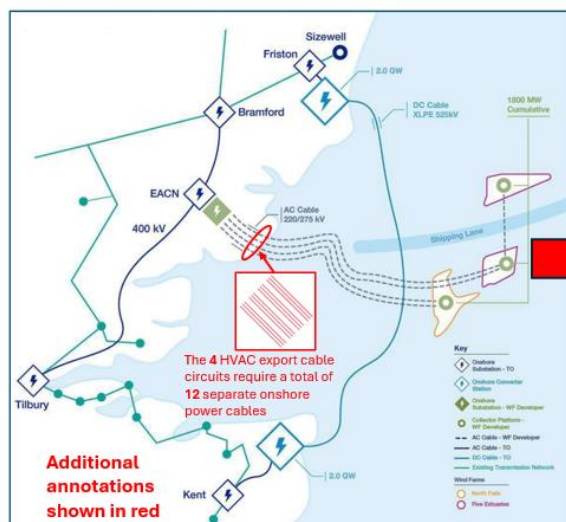 Sizewell
Friston
2.0 GW
DC Cable
XLPE 525kV
1800 MW
Cumulative
Bramford
EACN
AC Cable
220/275 kV
400 kV
Shipping Lane
The 4 HVAC export cable
circuits require a total of
12 separate onshore
power cables
Tilbury
Additional
annotations
shown in red
Kent
2.0 GW
Key
Onshore
Substation - TO
Onshore Converter
Station
Onshore
Substation - WF Developer
Collector Platform -
WF Developer
AC Cable - WF Developer
AC Cable - TO
DC Cable - TO
Existing Transmission Network
Wind Farms
North Falls
Five Estuaries